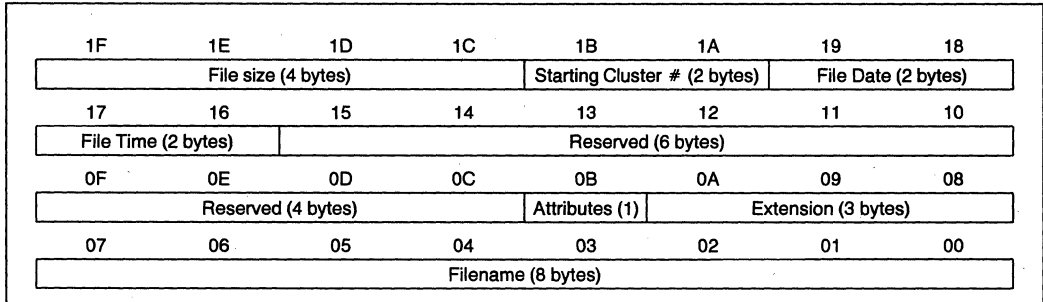 1F 1E 1D 1C 1B 1A 19 18
File size (4 bytes) Starting Cluster # (2 bytes) File Date (2 bytes)
17 16 15 14 13 12 11 10
File Time (2 bytes) Reserved (6 bytes)
0F 0E 0D 0C 0B 0A 09 08
Reserved (4 bytes) Attributes (1) Extension (3 bytes)
07 06 05 04 03 02 01 00
Filename (8 bytes)